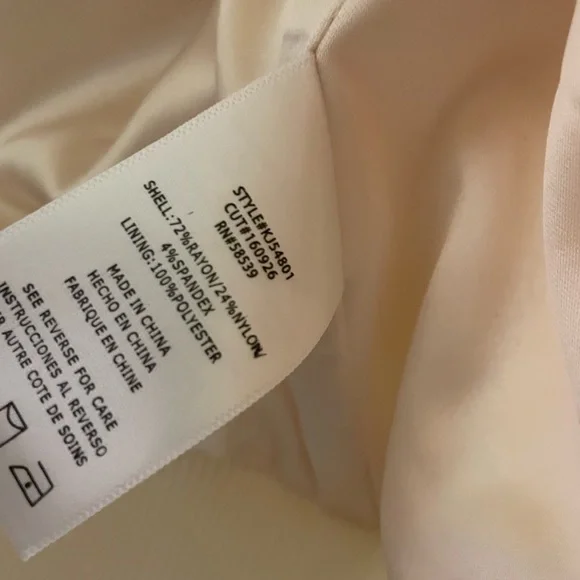 STYLE#KJ54801
CUT#160926
RN#58539
SHELL:72%RAYON/24%NYLON/
4%SPANDEX
LINING:100%POLYESTER
MADE IN CHINA
HECHO EN CHINA
FABRIQUE EN CHINE
SEE REVERSE FOR CARE
INSTRUCCIONES AL REVERSO
AUTRE COTE DE SOINS